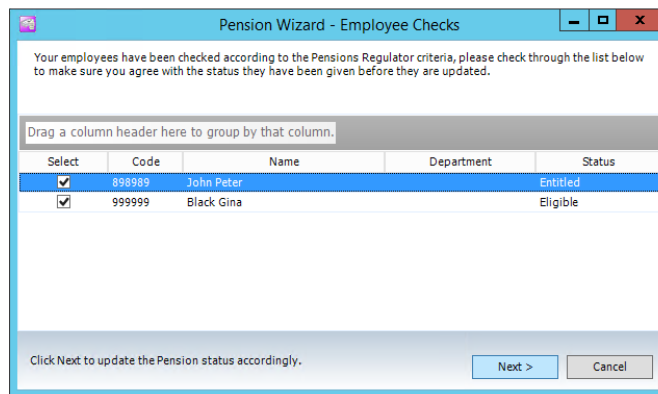 Pension Wizard - Employee Checks
Your employees have been checked according to the Pensions Regulator criteria, please check through the list below
to make sure you agree with the status they have been given before they are updated.
Drag a column header here to group by that column.
Select Code Name Department Status
898989 John Peter Entitled
999999 Black Gina Eligible
Click Next to update the Pension status accordingly.
Next > Cancel